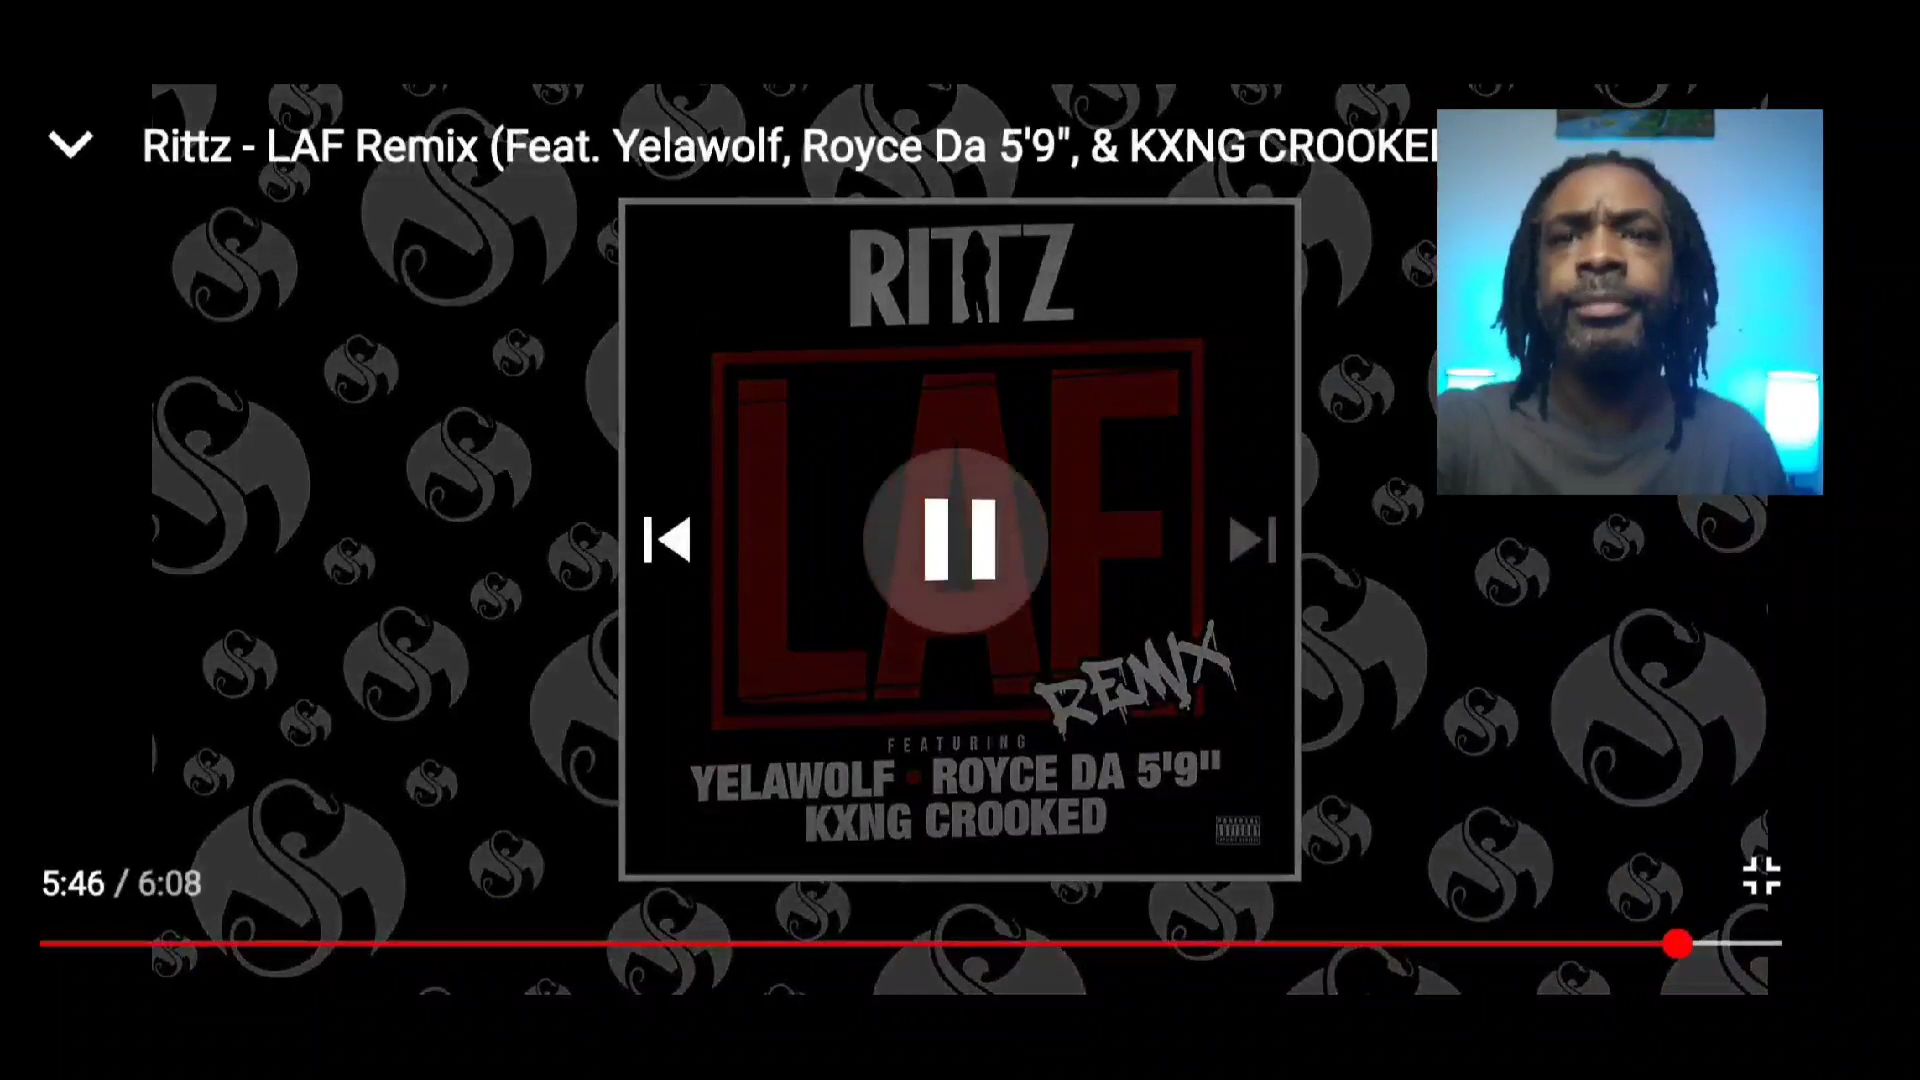 Rittz - LAF Remix (Feat. Yelawolf, Royce Da 5'9", & KXNG CROOKE
RITTZ
LAF
REMIX
FEATURING
YELAWOLF · ROYCE DA 5'9"
KXNG CROOKED
5:46 / 6:08